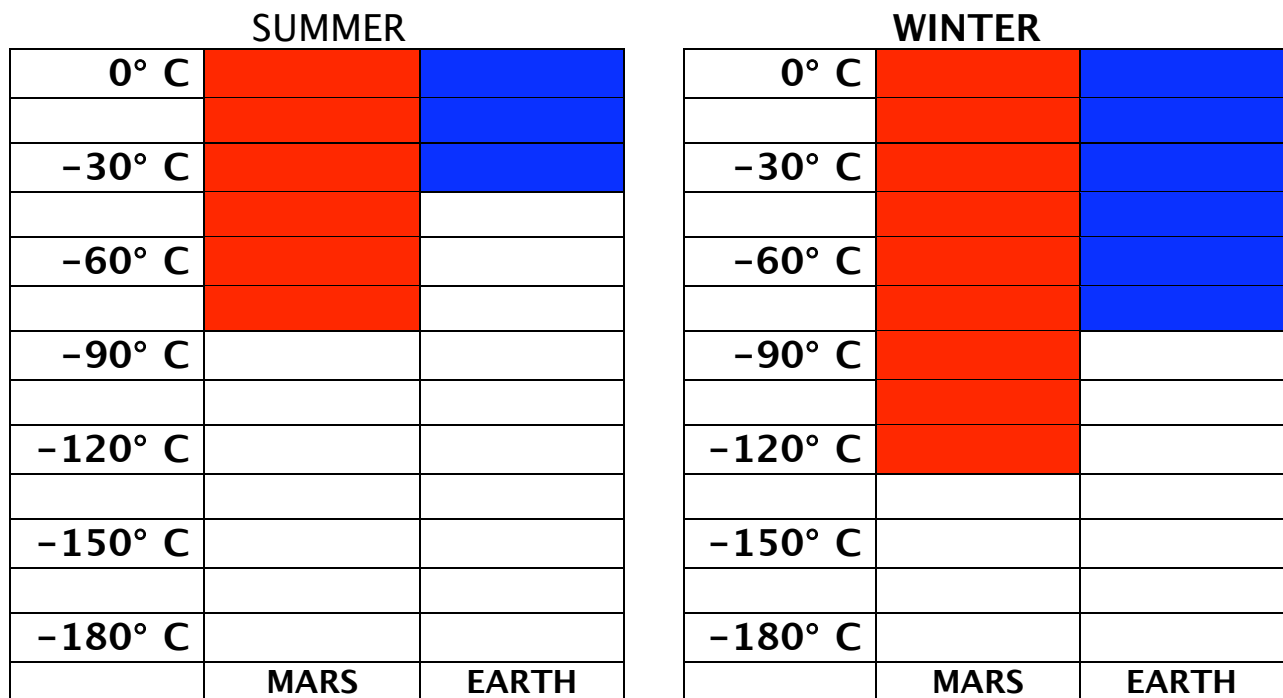 SUMMER
0° C
–30° C
–60° C
–90° C
–120° C
–150° C
–180° C
MARS EARTH
WINTER
0° C
–30° C
–60° C
–90° C
–120° C
–150° C
–180° C
MARS EARTH